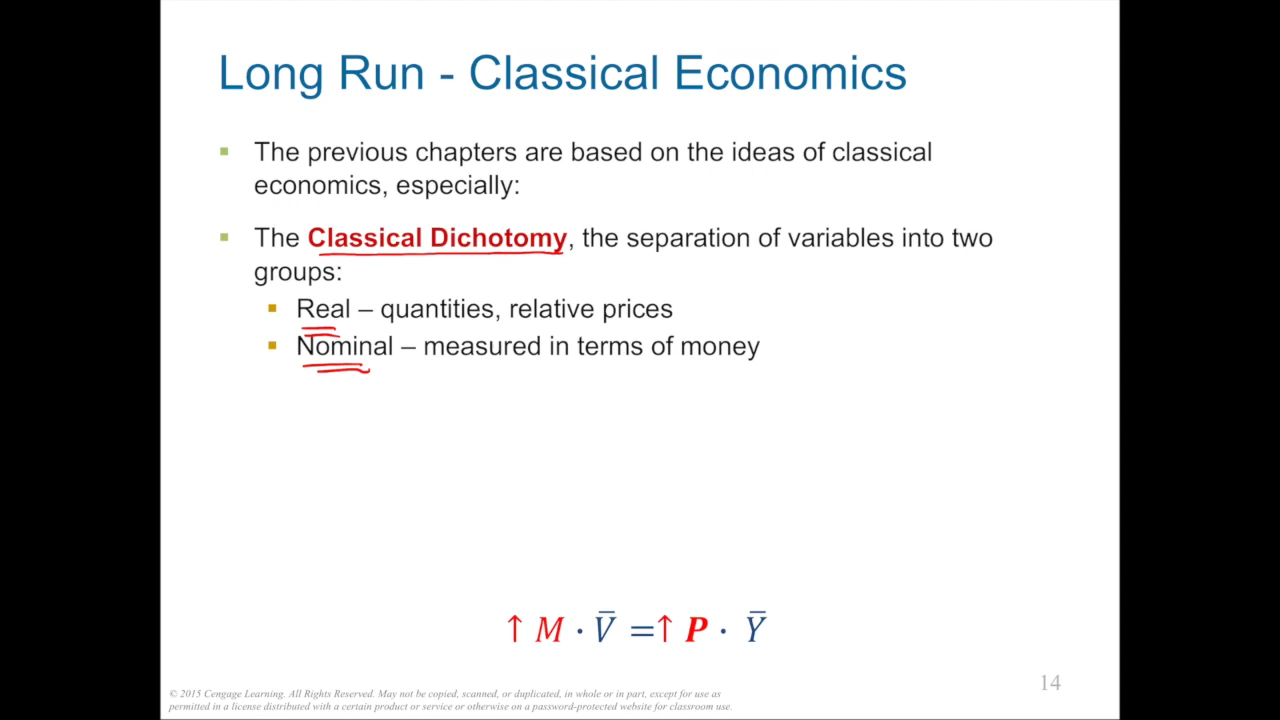 Long Run - Classical Economics
▪ The previous chapters are based on the ideas of classical
economics, especially:
▪ The Classical Dichotomy, the separation of variables into two
groups:
▪ Real – quantities, relative prices
▪ Nominal – measured in terms of money
↑ M · V̅ =↑ P · Y̅
14
© 2015 Cengage Learning. All Rights Reserved. May not be copied, scanned, or duplicated, in whole or in part, except for use as
permitted in a license distributed with a certain product or service or otherwise on a password-protected website for classroom use.